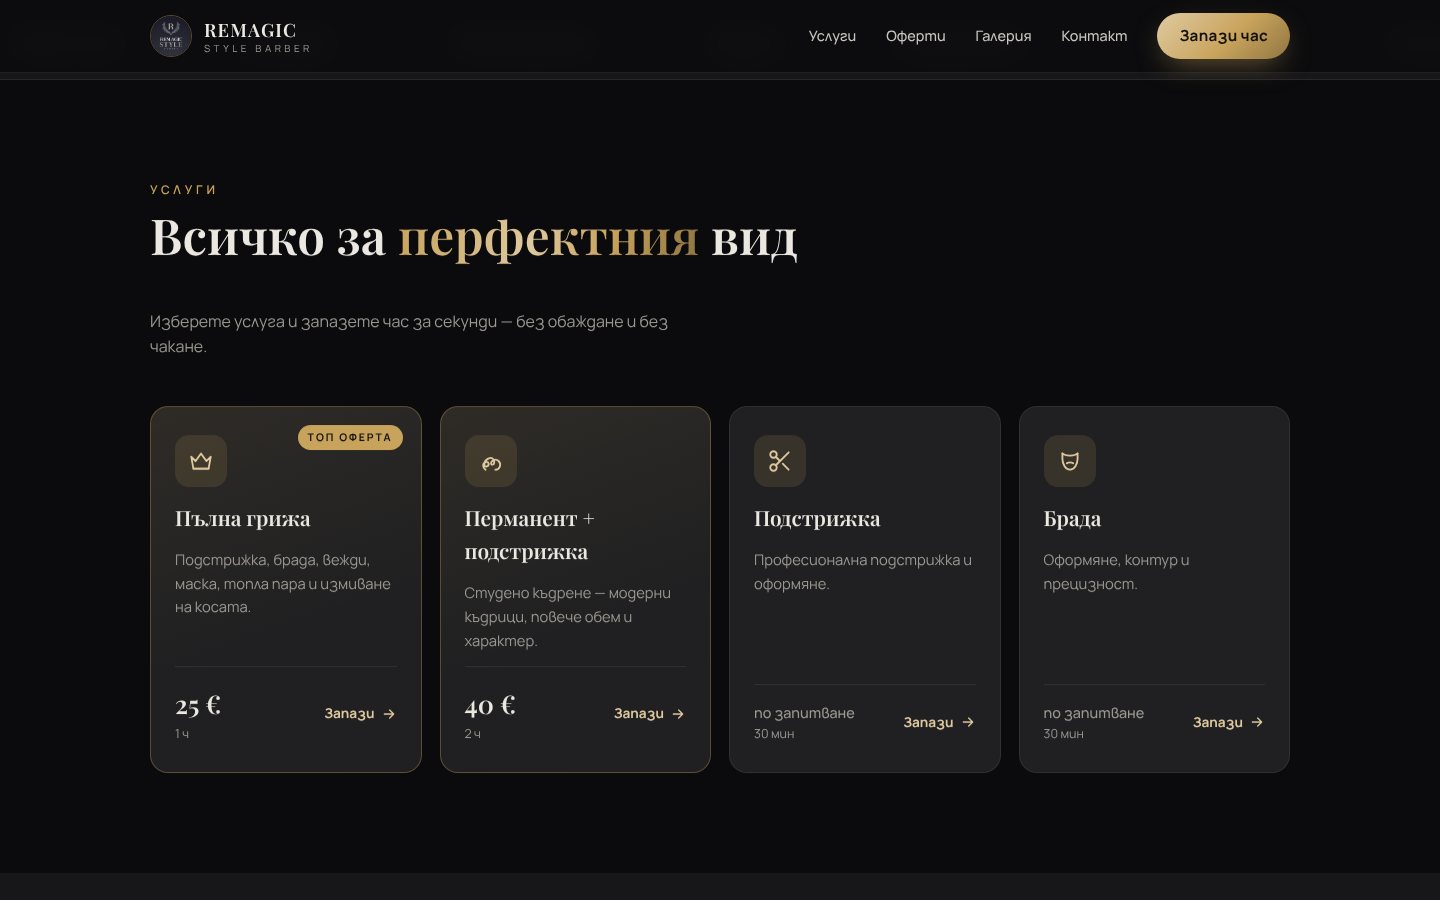 REMAGIC
STYLE BARBER
Услуги
Оферти
Галерия
Контакт
Запази час
УСЛУГИ
Всичко за перфектния вид
Изберете услуга и запазете час за секунди — без обаждане и без
чакане.
ТОП ОФЕРТА
Пълна грижа
Подстрижка, брада, вежди,
маска, топла пара и измиване
на косата.
25 €
1 ч
Запази →
Перманент +
подстрижка
Студено къдрене — модерни
къдрици, повече обем и
характер.
40 €
2 ч
Запази →
Подстрижка
Професионална подстрижка и
оформяне.
по запитване
30 мин
Запази →
Брада
Оформяне, контур и
прецизност.
по запитване
30 мин
Запази →